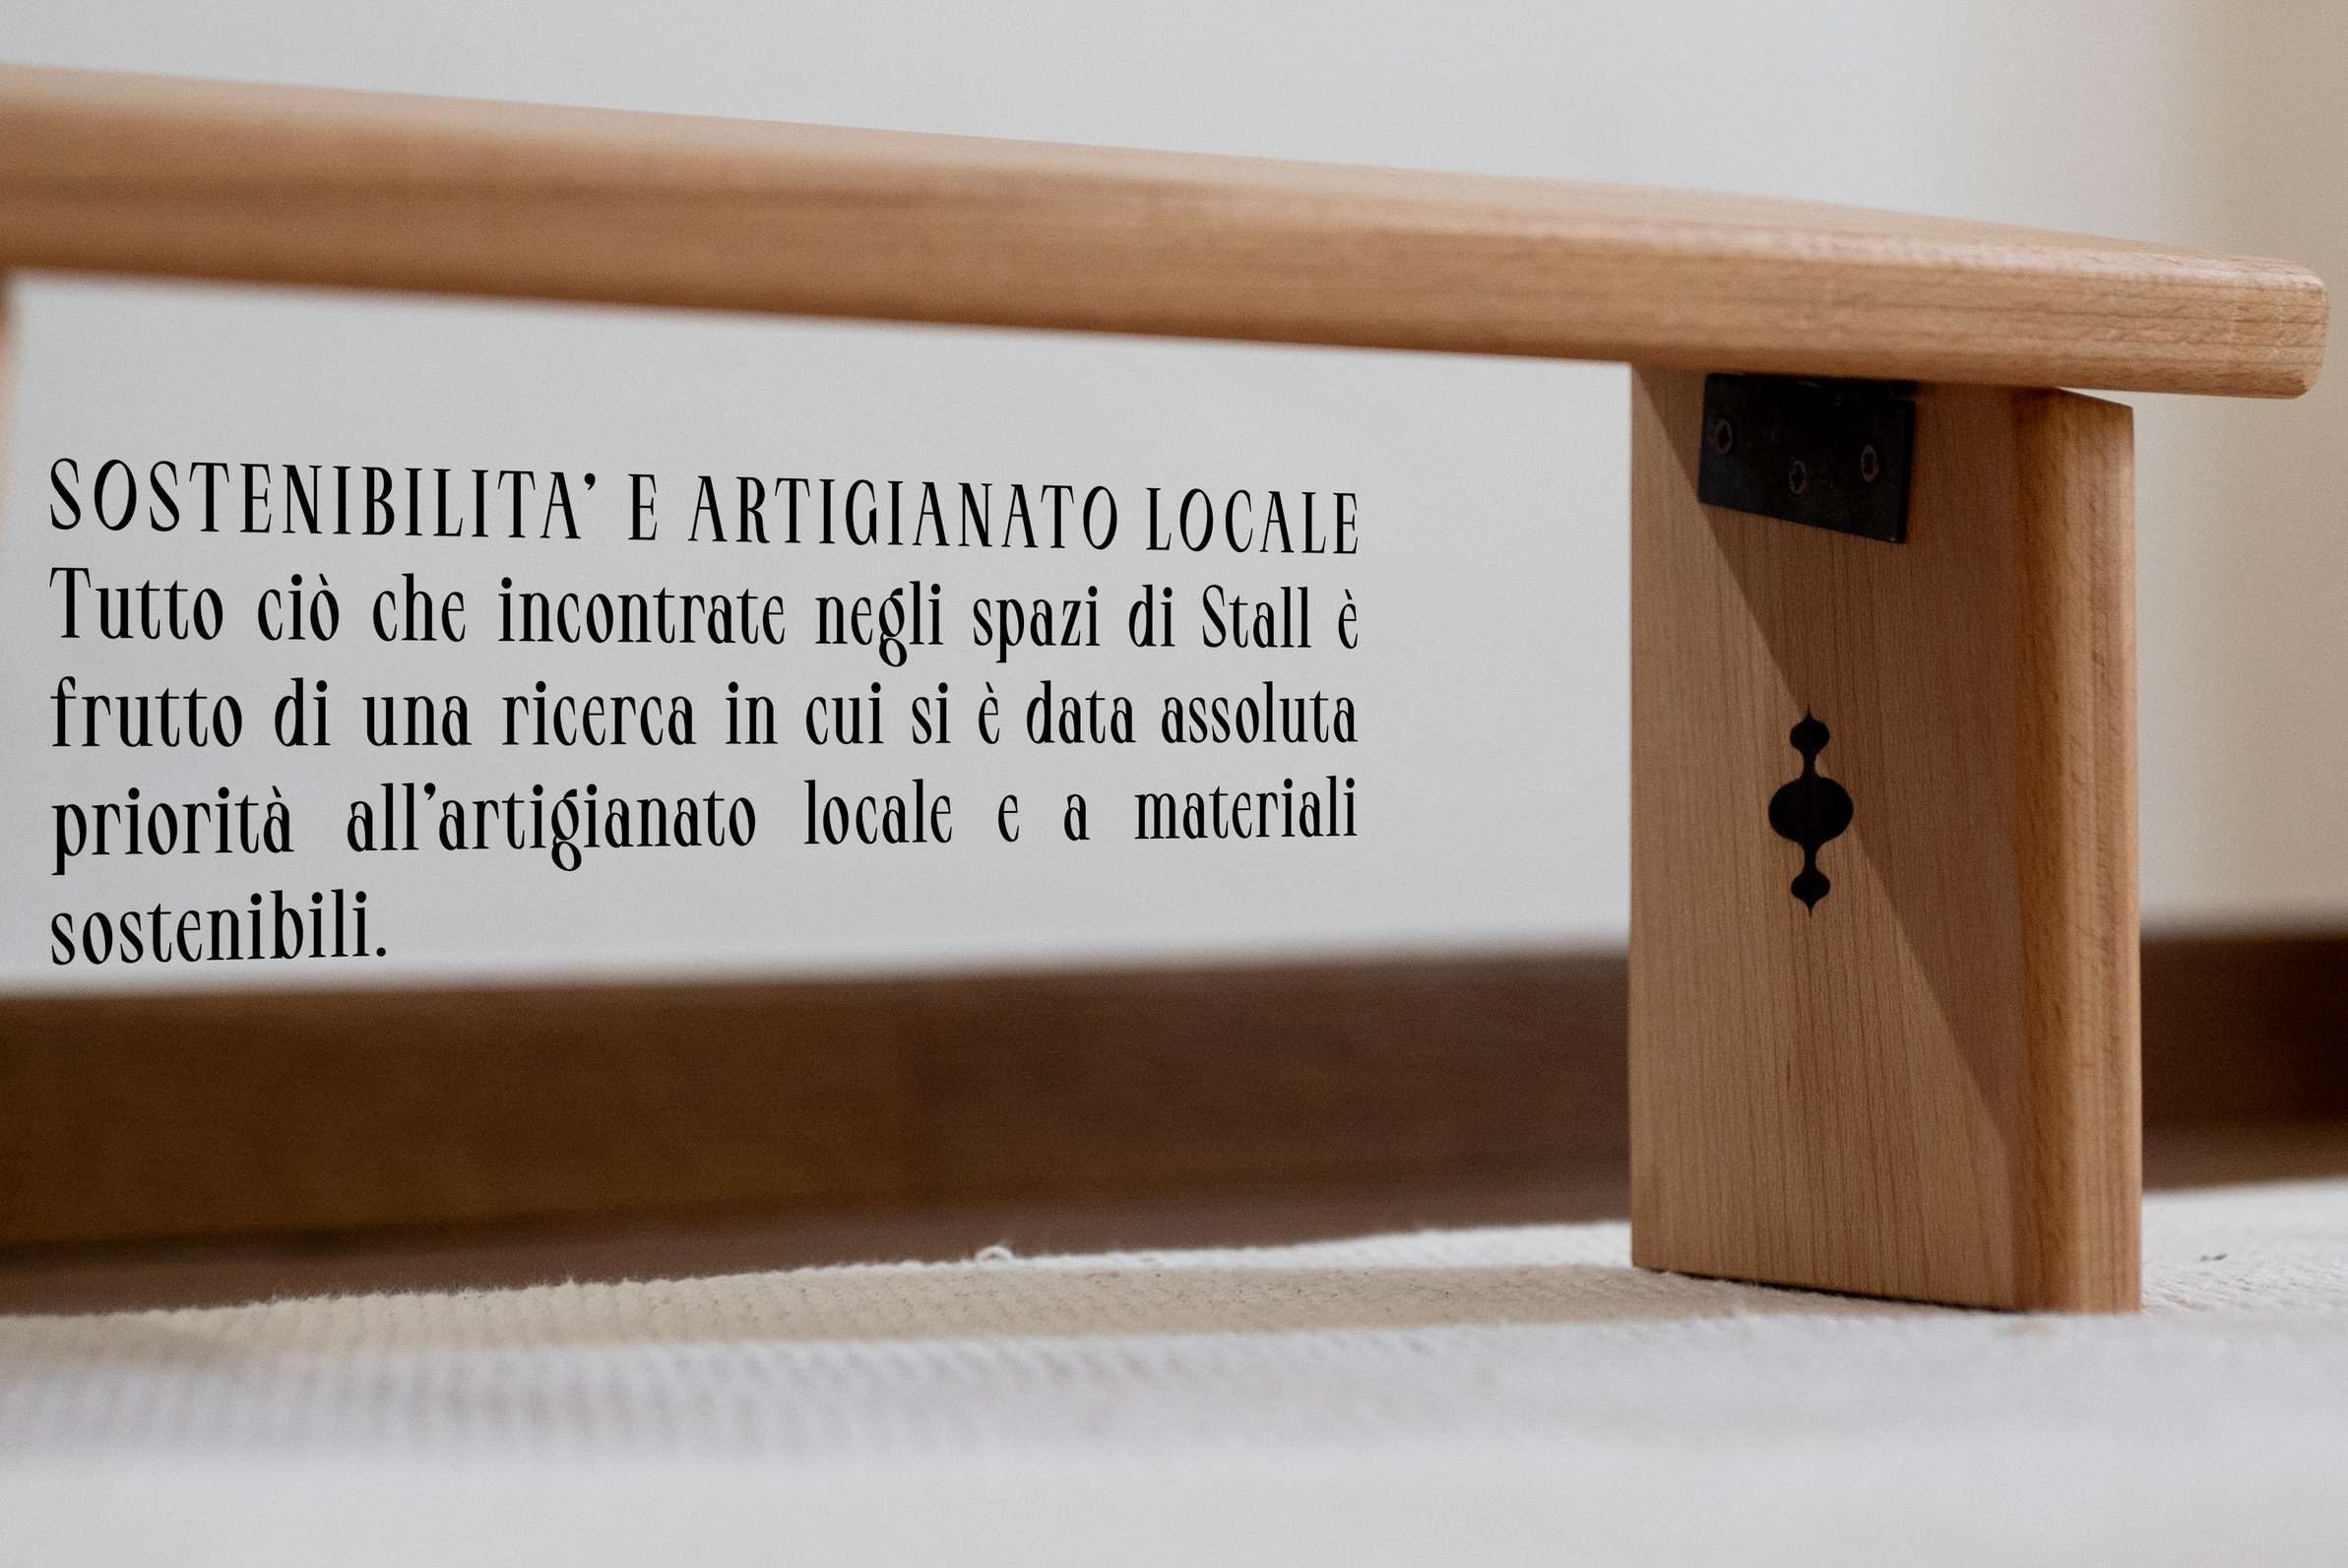 SOSTENIBILITA’ E ARTIGIANATO LOCALE
Tutto ciò che incontrate negli spazi di Stall è
frutto di una ricerca in cui si è data assoluta
priorità all’artigianato locale e a materiali
sostenibili.